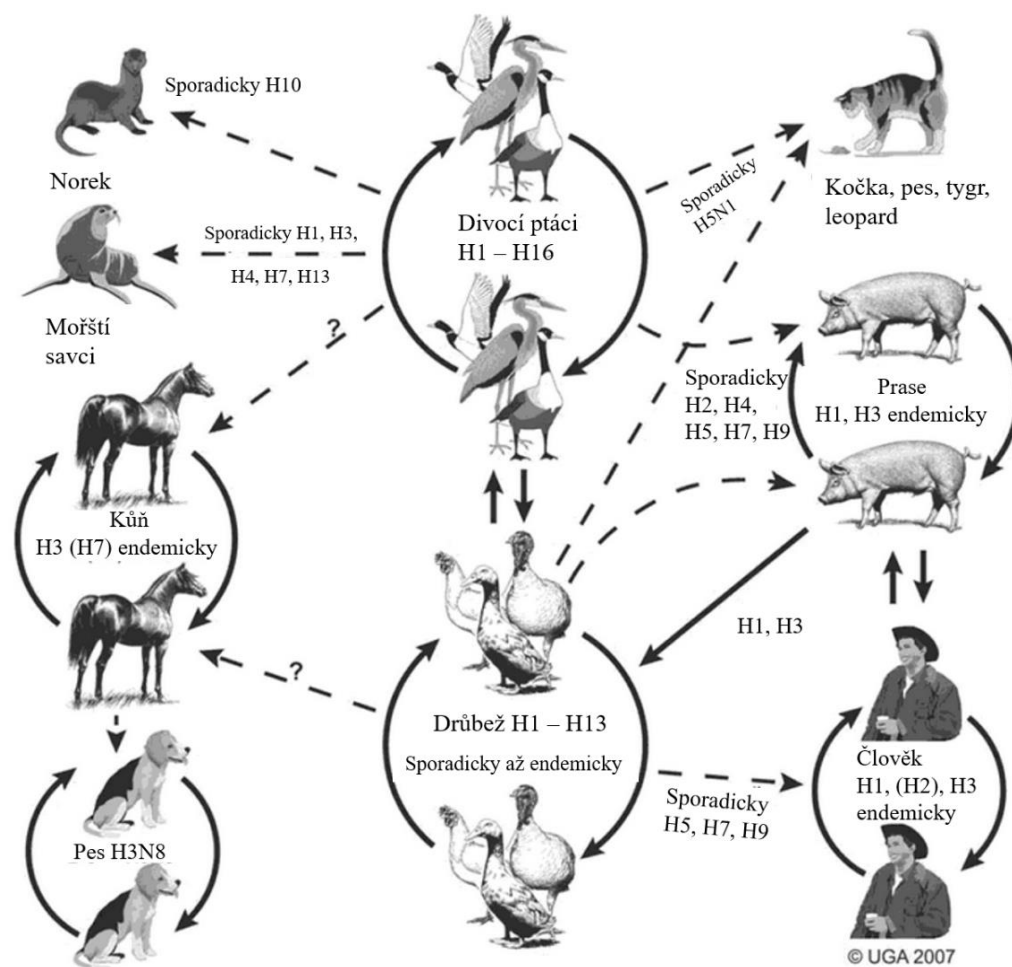 Sporadicky H10
Norek
Sporadicky H1, H3,
H4, H7, H13
Mořští
savci
?
Divocí ptáci
H1 – H16
Sporadicky
H5N1
Kočka, pes, tygr,
leopard
Sporadicky
H2, H4,
H5, H7, H9
Prase
H1, H3 endemicky
Kůň
H3 (H7) endemicky
?
H1, H3
Drůbež H1 – H13
Sporadicky až endemicky
Sporadicky
H5, H7, H9
Člověk
H1, (H2), H3
endemicky
Pes H3N8
© UGA 2007